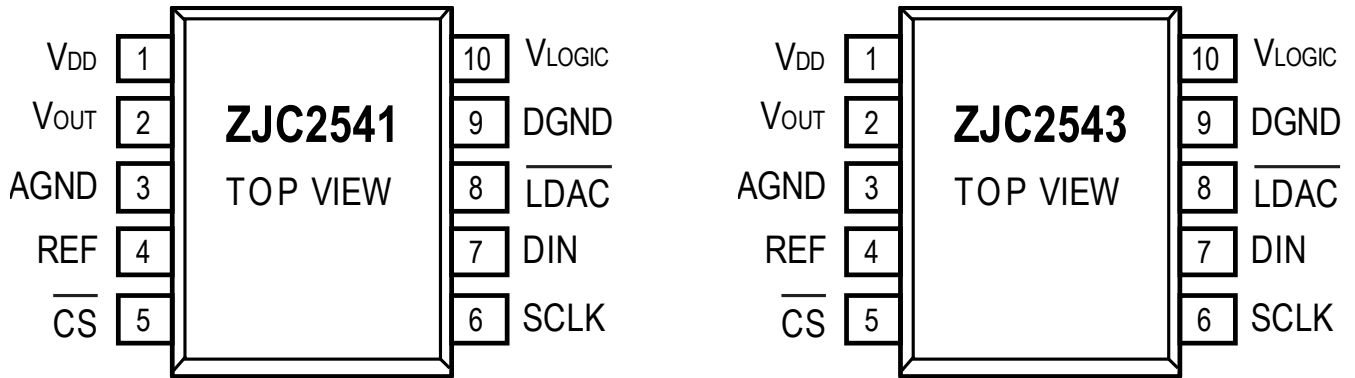 VDD 1 10 VLOGIC
VOUT 2 ZJC2541 9 DGND
AGND 3 TOP VIEW 8 LDAC
REF 4 7 DIN
CS 5 6 SCLK
VDD 1 10 VLOGIC
VOUT 2 ZJC2543 9 DGND
AGND 3 TOP VIEW 8 LDAC
REF 4 7 DIN
CS 5 6 SCLK